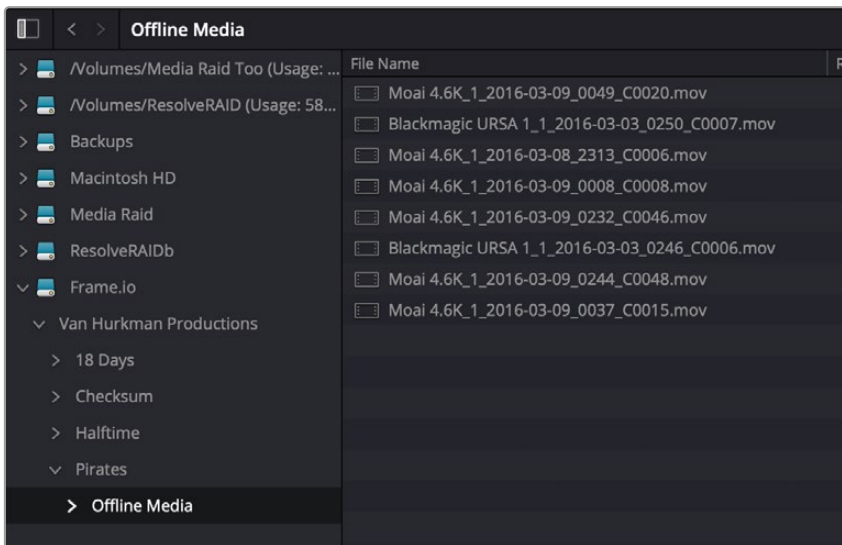 Offline Media
/Volumes/Media Raid Too (Usage: ...
/Volumes/ResolveRAID (Usage: 58...
Backups
Macintosh HD
Media Raid
ResolveRAIDb
Frame.io
Van Hurkman Productions
18 Days
Checksum
Halftime
Pirates
Offline Media
File Name
R
Moai 4.6K_1_2016-03-09_0049_C0020.mov
Blackmagic URSA 1_1_2016-03-03_0250_C0007.mov
Moai 4.6K_1_2016-03-08_2313_C0006.mov
Moai 4.6K_1_2016-03-09_0008_C0008.mov
Moai 4.6K_1_2016-03-09_0232_C0046.mov
Blackmagic URSA 1_1_2016-03-03_0246_C0006.mov
Moai 4.6K_1_2016-03-09_0244_C0048.mov
Moai 4.6K_1_2016-03-09_0037_C0015.mov